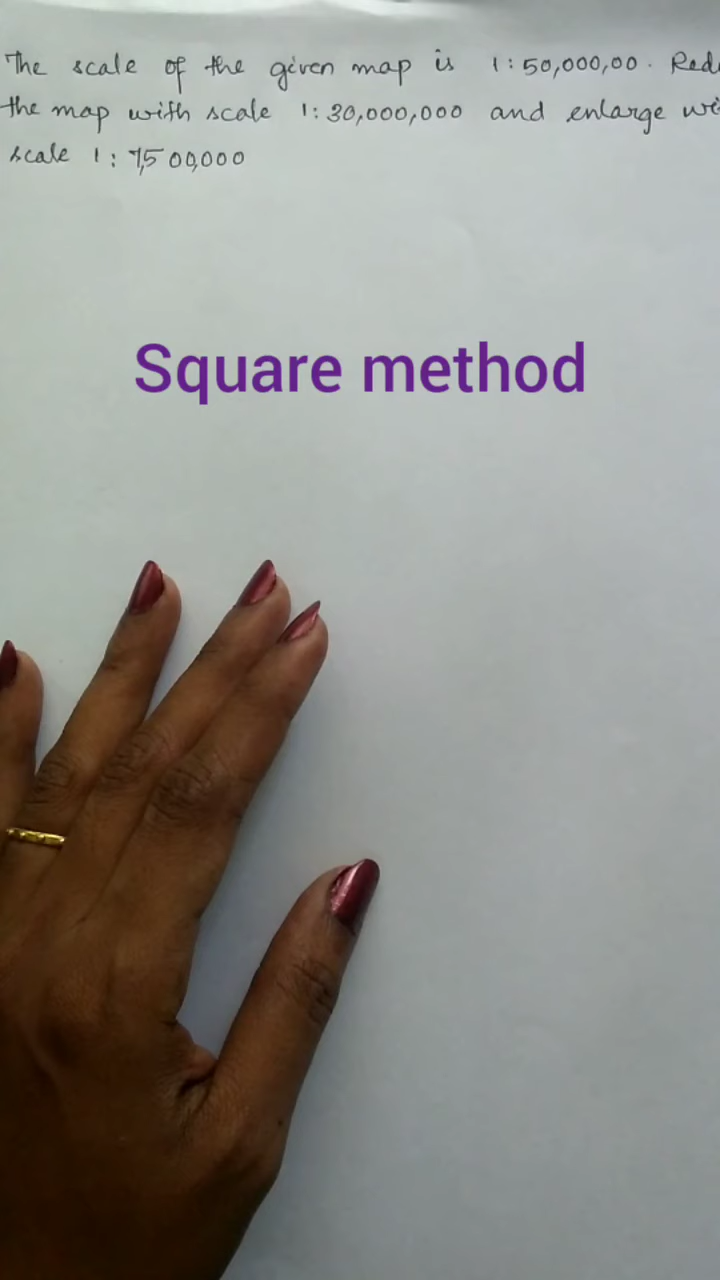 The scale of the given map is 1:50,000,00. Redu
the map with scale 1:30,000,000 and enlarge wi
scale 1: 7,500,000
Square method